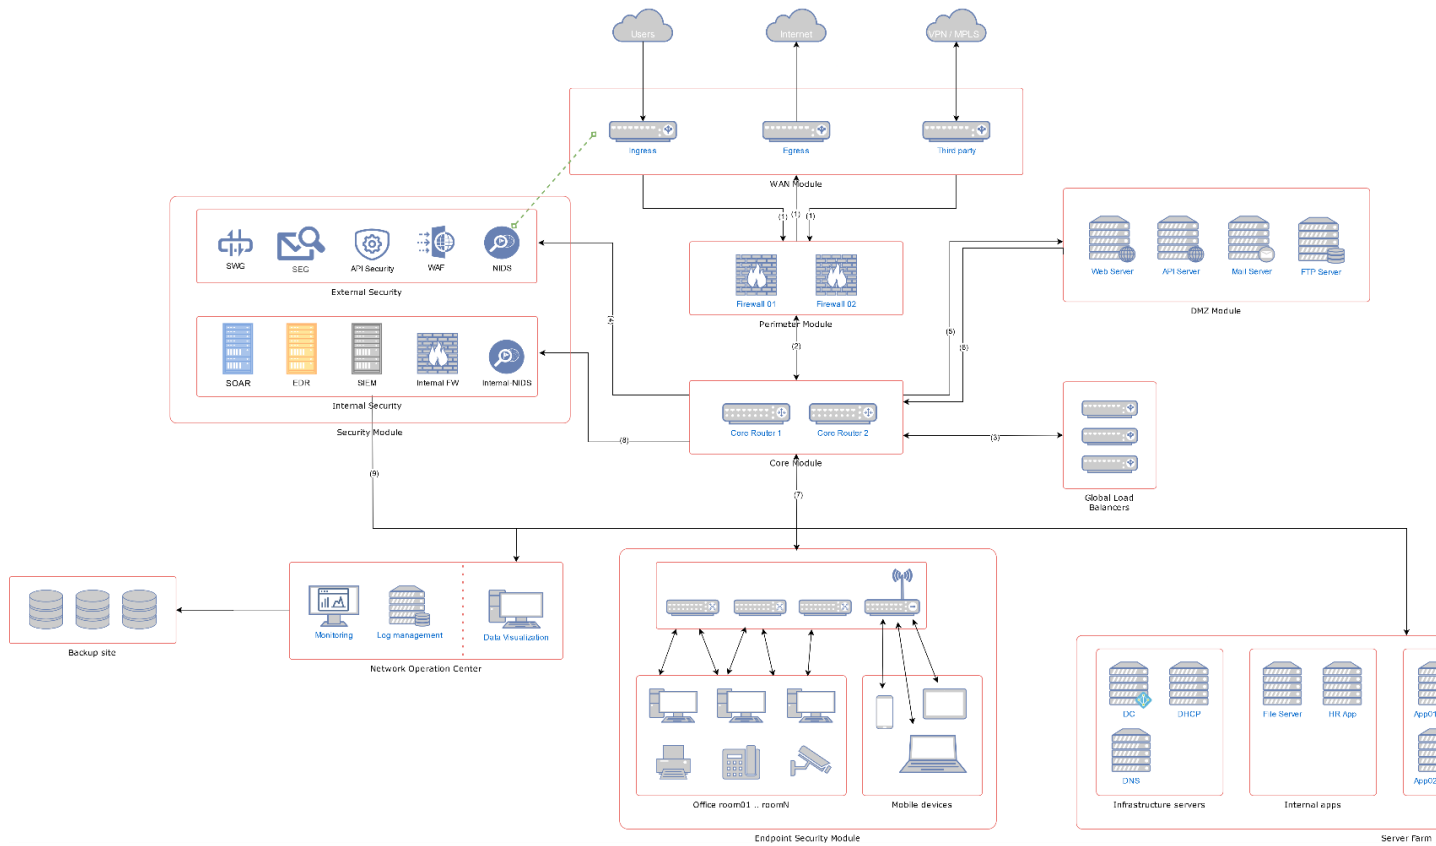 Users
Internet
VPN / MPLS
Ingress
Egress
Third party
WAN Module
(1)
(1)
(1)
SWG
SEG
API Security
WAF
NIDS
External Security
Firewall 01
Firewall 02
Perimeter Module
Web Server
API Server
Mail Server
FTP Server
DMZ Module
(4)
(2)
(5)
(6)
SOAR
EDR
SIEM
Internal FW
Internal-NIDS
Internal Security
Security Module
Core Router 1
Core Router 2
Core Module
(8)
(3)
(9)
(7)
Global Load
Balancers
Monitoring
Log management
Data Visualization
Network Operation Center
Backup site
DC
DHCP
DNS
File Server
HR App
App01
App02
Infrastructure servers
Internal apps
Server Farm
Office room01 .. roomN
Mobile devices
Endpoint Security Module